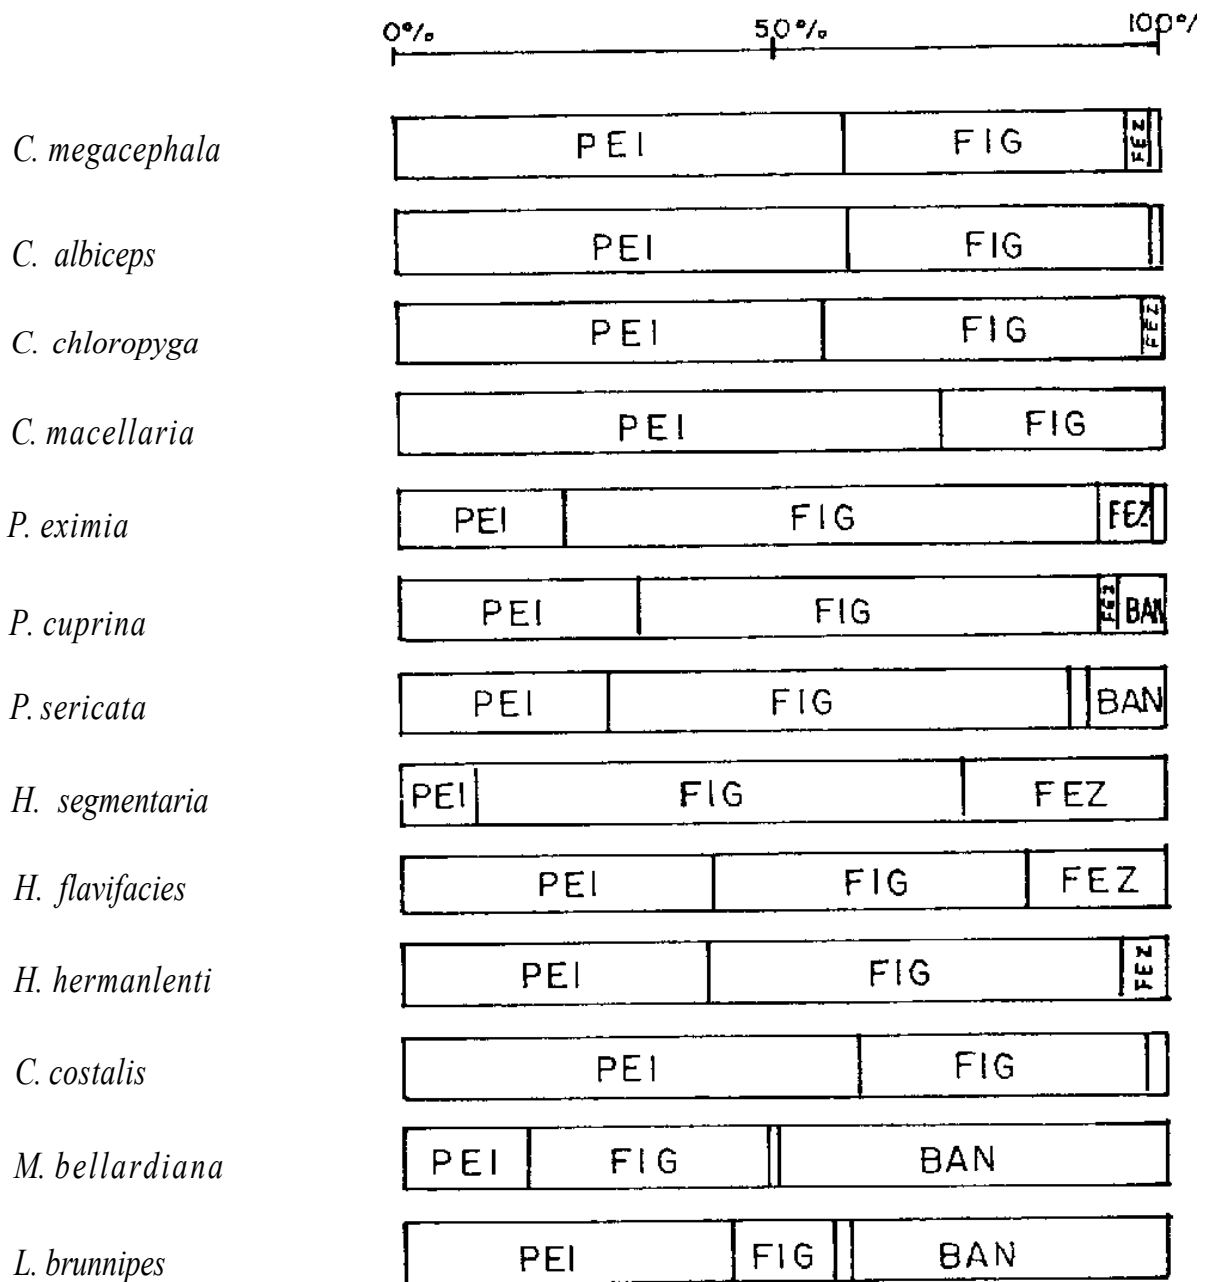 0% 50% 100%
C. megacephala PEI FIG FEZ
C. albiceps PEI FIG
C. chloropyga PEI FIG FEZ
C. macellaria PEI FIG
P. eximia PEI FIG FEZ
P. cuprina PEI FIG FEZ BAN
P. sericata PEI FIG BAN
H. segmentaria PEI FIG FEZ
H. flavifacies PEI FIG FEZ
H. hermanlenti PEI FIG FEZ
C. costalis PEI FIG
M. bellardiana PEI FIG BAN
L. brunnipes PEI FIG BAN